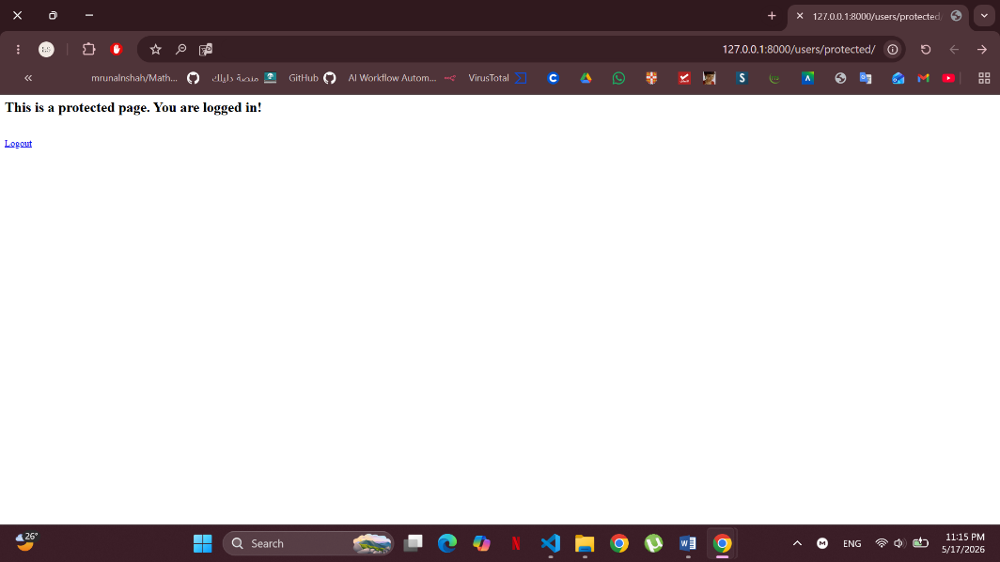 127.0.0.1:8000/users/protected/
127.0.0.1:8000/users/protected/
mrunalnshah/Math...
منصة دليلك
GitHub
AI Workflow Autom...
VirusTotal
This is a protected page. You are logged in!
Logout
26°
Search
ENG
11:15 PM
5/17/2026